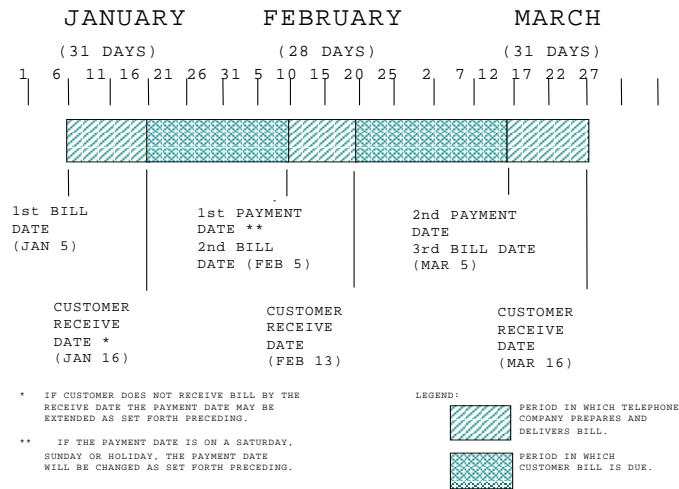 JANUARY FEBRUARY MARCH
(31 DAYS) (28 DAYS) (31 DAYS)
1 6 11 16 21 26 31 5 10 15 20 25 2 7 12 17 22 27
1st BILL
DATE
(JAN 5)
1st PAYMENT
DATE **
2nd BILL
DATE (FEB 5)
2nd PAYMENT
DATE
3rd BILL DATE
(MAR 5)
CUSTOMER
RECEIVE
DATE *
(JAN 16)
CUSTOMER
RECEIVE
DATE
(FEB 13)
CUSTOMER
RECEIVE
DATE
(MAR 16)
* IF CUSTOMER DOES NOT RECEIVE BILL BY THE
RECEIVE DATE THE PAYMENT DATE MAY BE
EXTENDED AS SET FORTH PRECEDING.
** IF THE PAYMENT DATE IS ON A SATURDAY,
SUNDAY OR HOLIDAY, THE PAYMENT DATE
WILL BE CHANGED AS SET FORTH PRECEDING.
LEGEND:
PERIOD IN WHICH TELEPHONE
COMPANY PREPARES AND
DELIVERS BILL.
PERIOD IN WHICH
CUSTOMER BILL IS DUE.